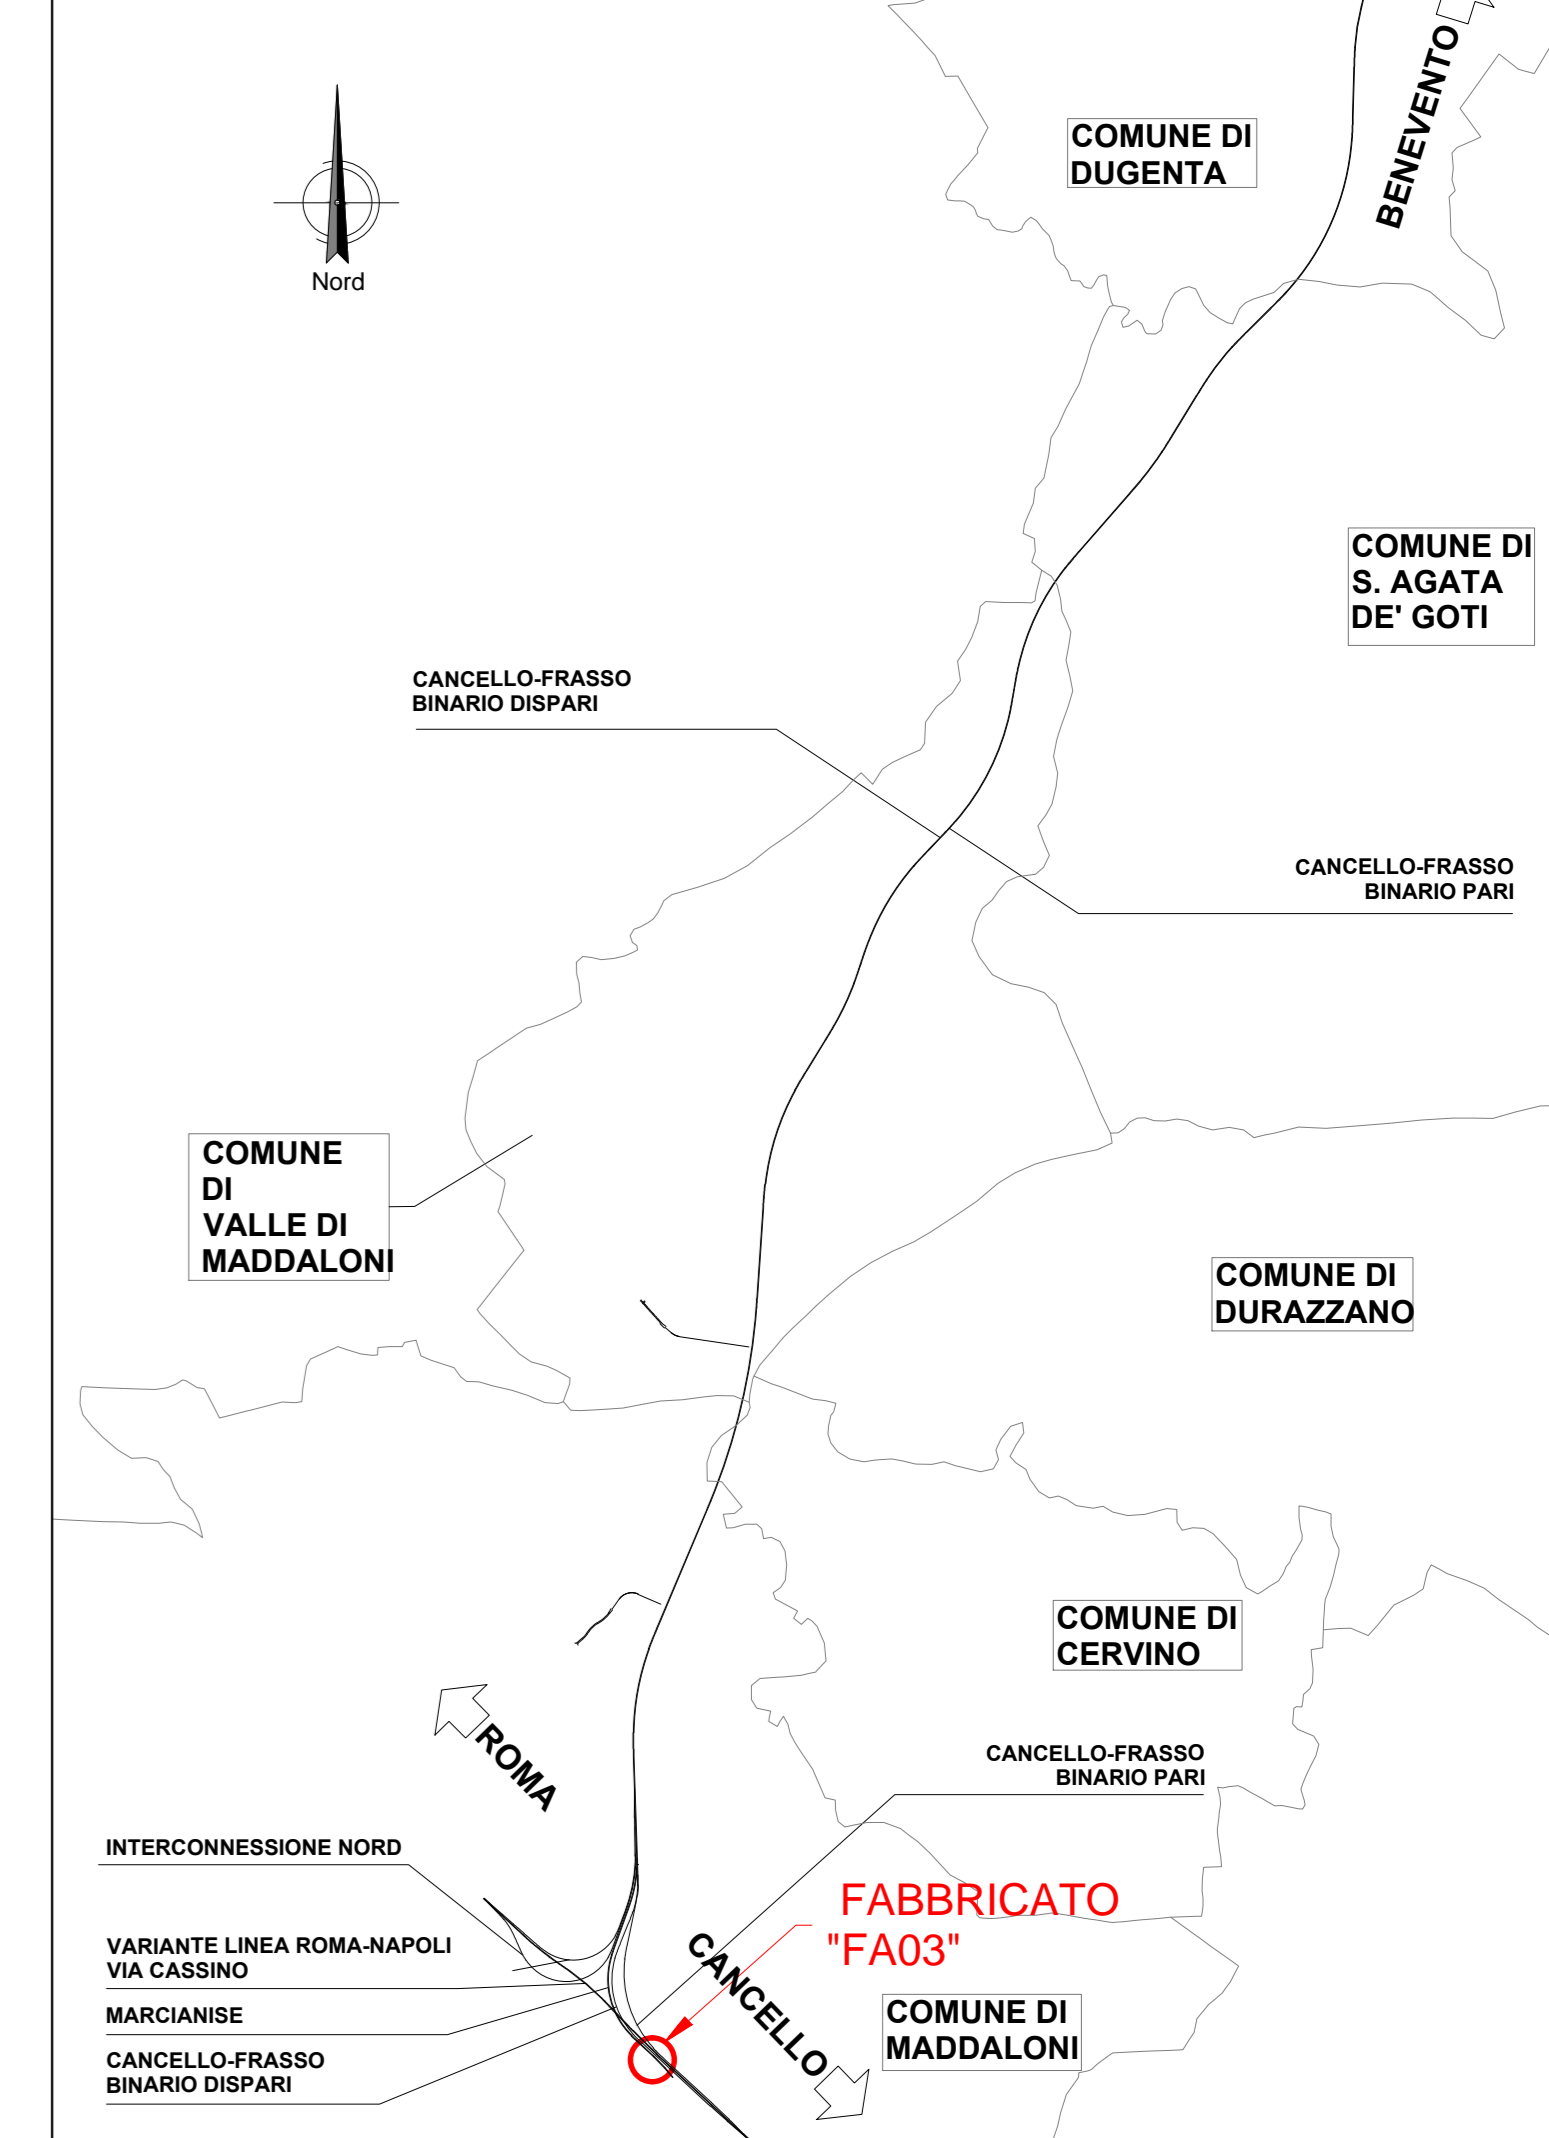 BENEVENTO
COMUNE DI
DUGENTA
Nord
COMUNE DI
S. AGATA
DE' GOTI
CANCELLO-FRASSO
BINARIO DISPARI
CANCELLO-FRASSO
BINARIO PARI
COMUNE
DI
VALLE DI
MADDALONI
COMUNE DI
DURAZZANO
COMUNE DI
CERVINO
ROMA
CANCELLO-FRASSO
BINARIO PARI
INTERCONNESSIONE NORD
FABBRICATO
"FA03"
VARIANTE LINEA ROMA-NAPOLI
VIA CASSINO
CANCELLO
MARCIANISE
COMUNE DI
MADDALONI
CANCELLO-FRASSO
BINARIO DISPARI